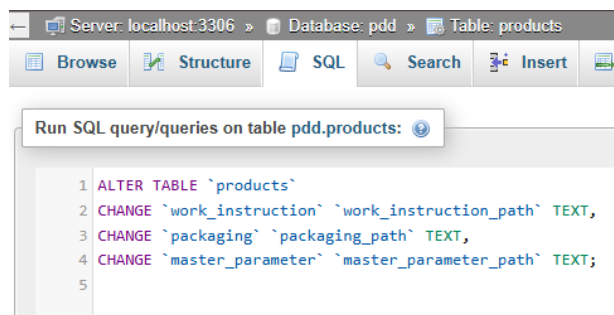 ← Server: localhost:3306 » Database: pdd » Table: products
Browse Structure SQL Search Insert
Run SQL query/queries on table pdd.products:
1 ALTER TABLE `products`
2 CHANGE `work_instruction` `work_instruction_path` TEXT,
3 CHANGE `packaging` `packaging_path` TEXT,
4 CHANGE `master_parameter` `master_parameter_path` TEXT;
5